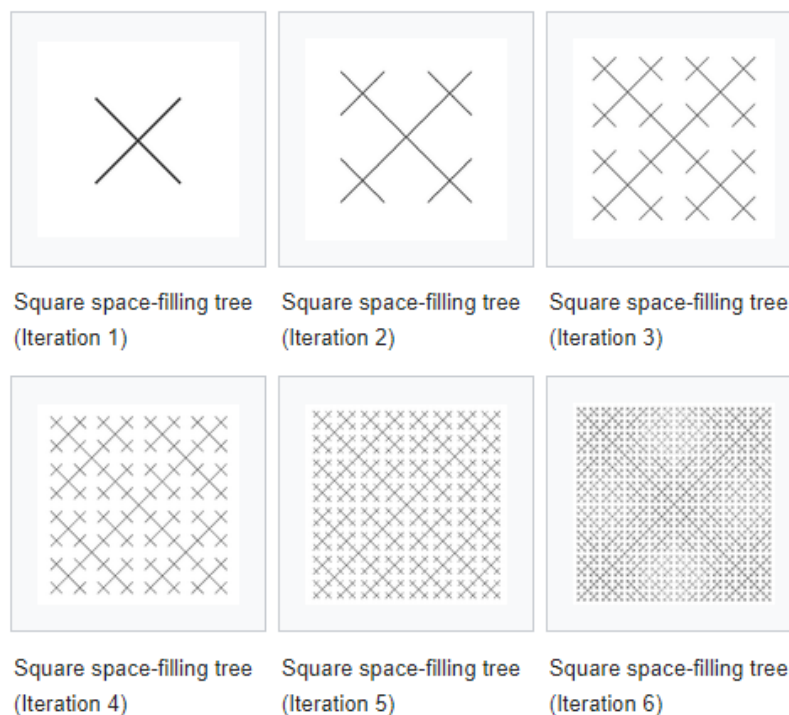 Square space-filling tree
(Iteration 1)
Square space-filling tree
(Iteration 2)
Square space-filling tree
(Iteration 3)
Square space-filling tree
(Iteration 4)
Square space-filling tree
(Iteration 5)
Square space-filling tree
(Iteration 6)